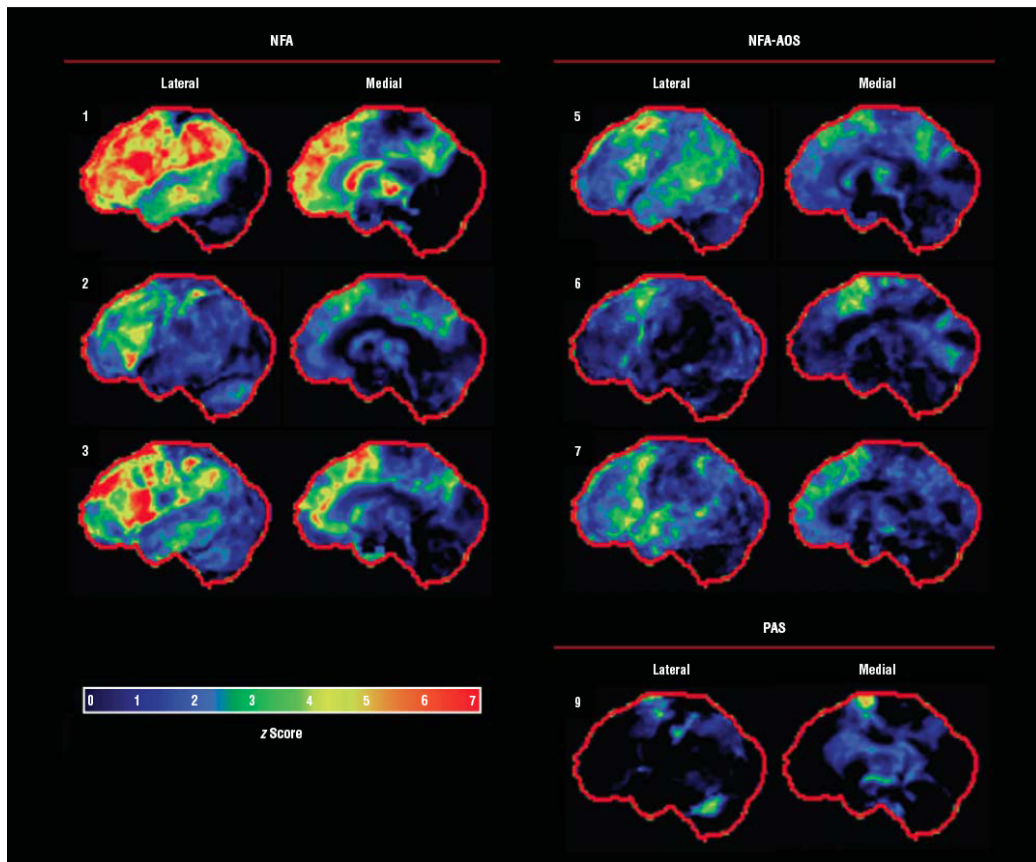 NFA
Lateral Medial
1
2
3
0 1 2 3 4 5 6 7
z Score
NFA-AOS
Lateral Medial
5
6
7
PAS
Lateral Medial
9